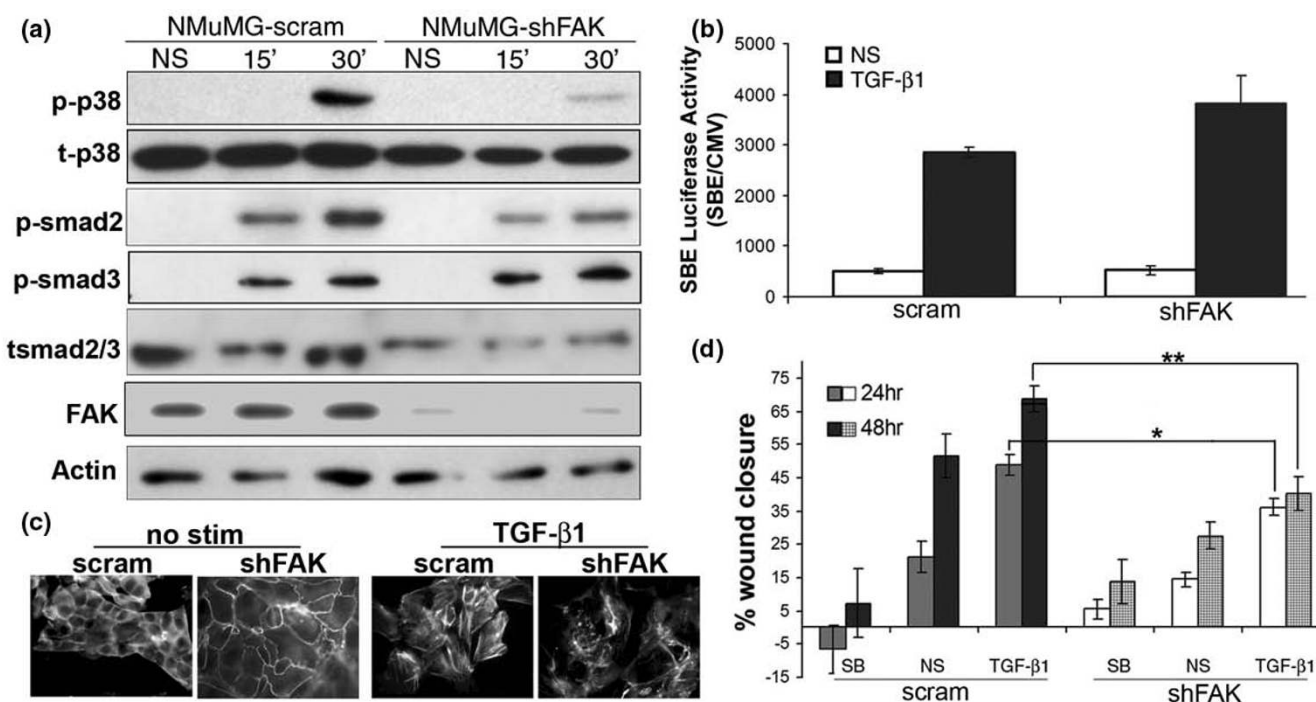 (a)
NMuMG-scram NMuMG-shFAK
NS 15' 30' NS 15' 30'
p-p38
t-p38
p-smad2
p-smad3
tsmad2/3
FAK
Actin
(b)
SBE Luciferase Activity
(SBE/CMV)
5000
4000
3000
2000
1000
0
NS
TGF-β1
scram shFAK
(c)
no stim TGF-β1
scram shFAK scram shFAK
(d)
% wound closure
75
65
55
45
35
25
15
5
-5
-15
24hr
48hr
**
*
SB NS TGF-β1 SB NS TGF-β1
scram shFAK